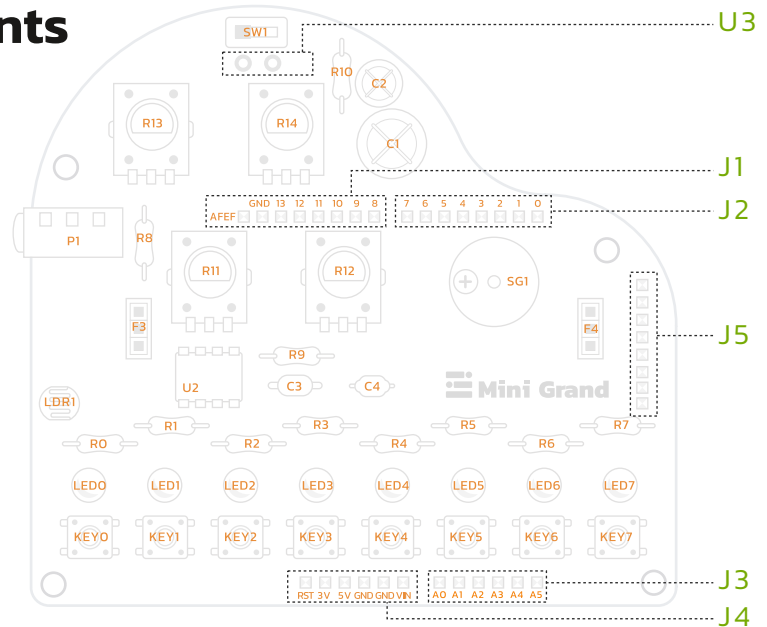 nts
SW1
U3
R10
C2
R13
R14
C1
J1
GND 13 12 11 10 9 8
7 6 5 4 3 2 1 0
AREF
J2
P1
R8
R11
R12
SG1
F3
F4
J5
R9
U2
C3
C4
Mini Grand
LDR1
R0
R1
R2
R3
R4
R5
R6
R7
LED0 LED1 LED2 LED3 LED4 LED5 LED6 LED7
KEY0 KEY1 KEY2 KEY3 KEY4 KEY5 KEY6 KEY7
J3
RST 3V 5V GND GND VIN
A0 A1 A2 A3 A4 A5
J4